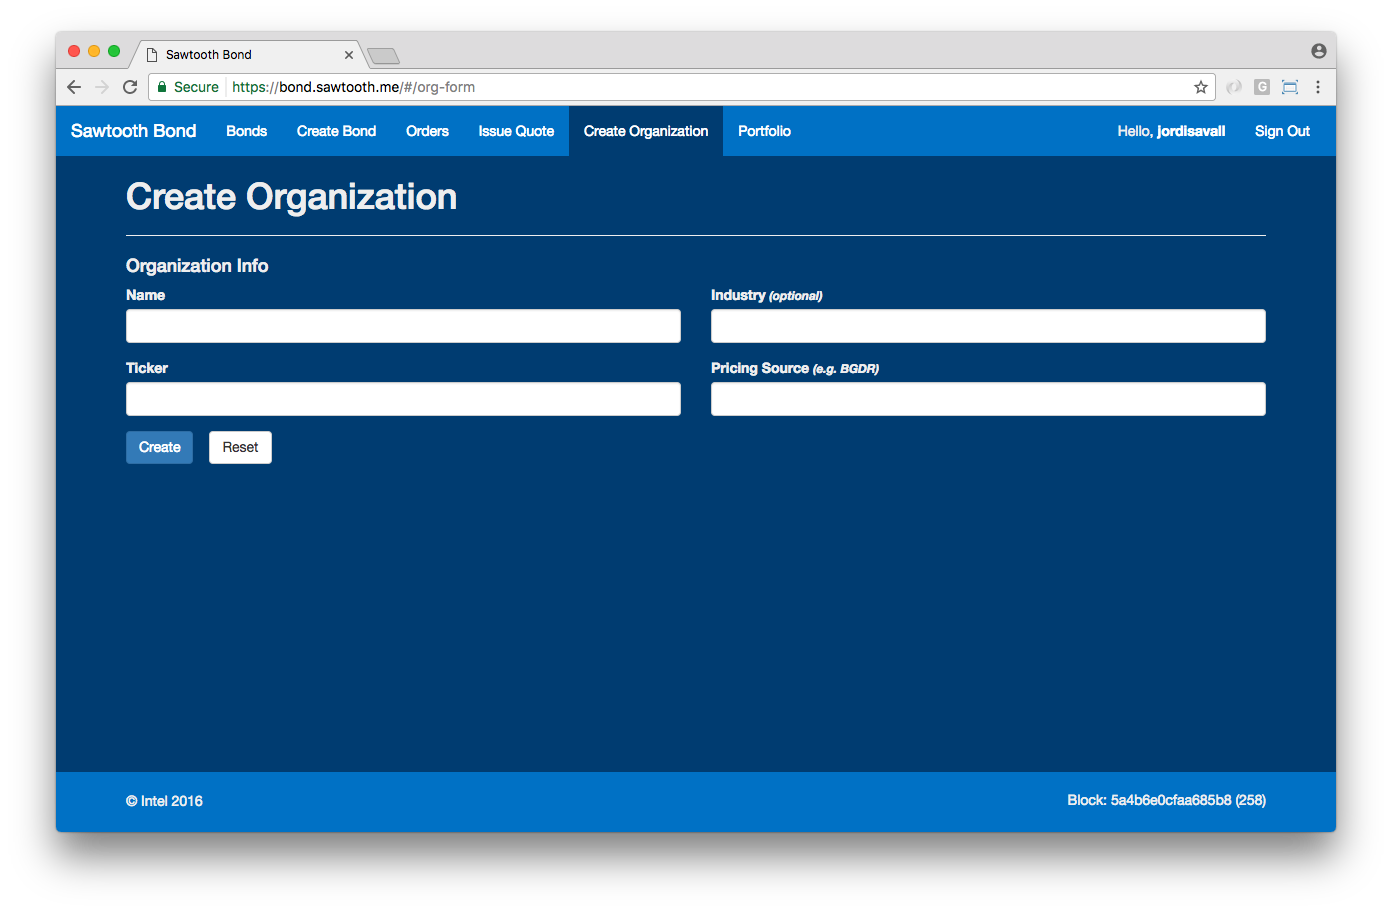 Sawtooth Bond
Secure https://bond.sawtooth.me/#/org-form
G
Sawtooth Bond Bonds Create Bond Orders Issue Quote Create Organization Portfolio Hello, jordisavall Sign Out
Create Organization
Organization Info
Name Industry (optional)
Ticker Pricing Source (e.g. BGDR)
Create Reset
© Intel 2016 Block: 5a4b6e0cfaa685b8 (258)